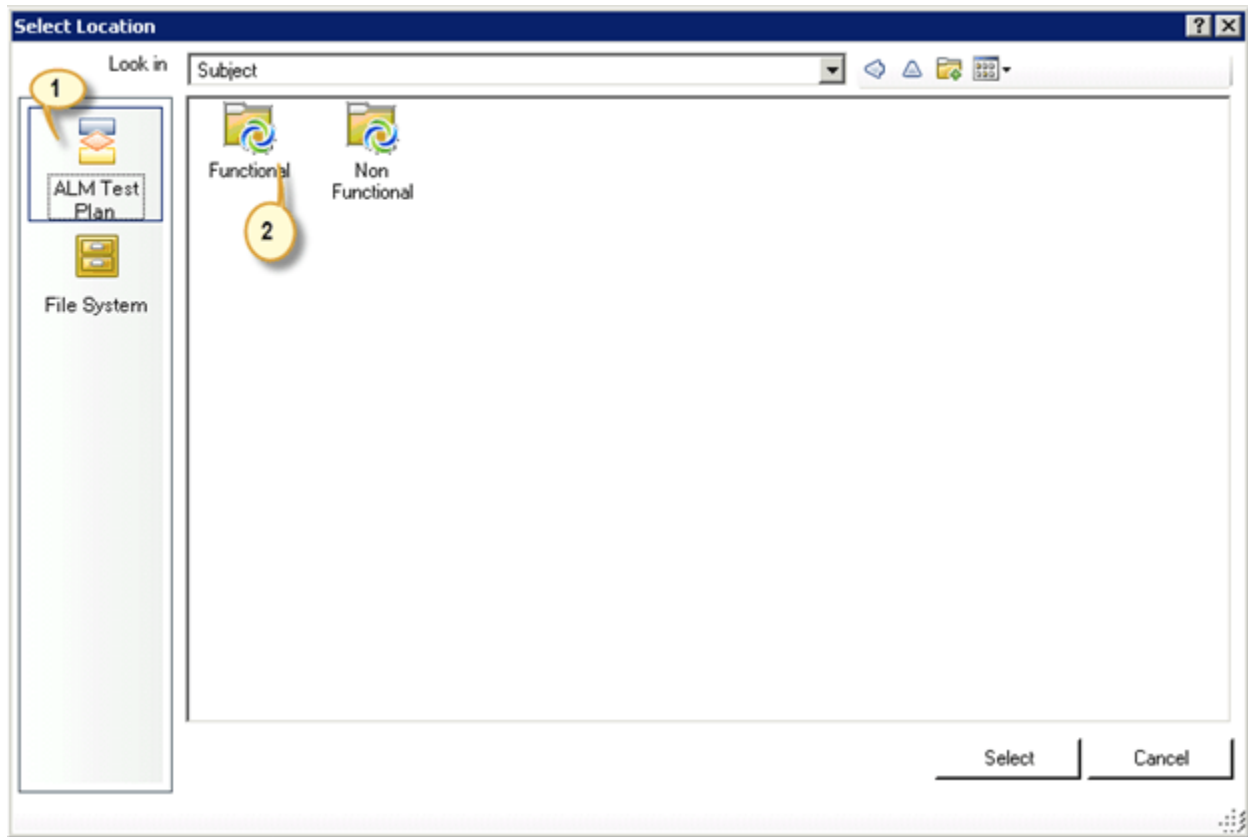 Select Location
Look in
Subject
1
ALM Test
Plan
File System
Functional
Non
Functional
2
Select
Cancel